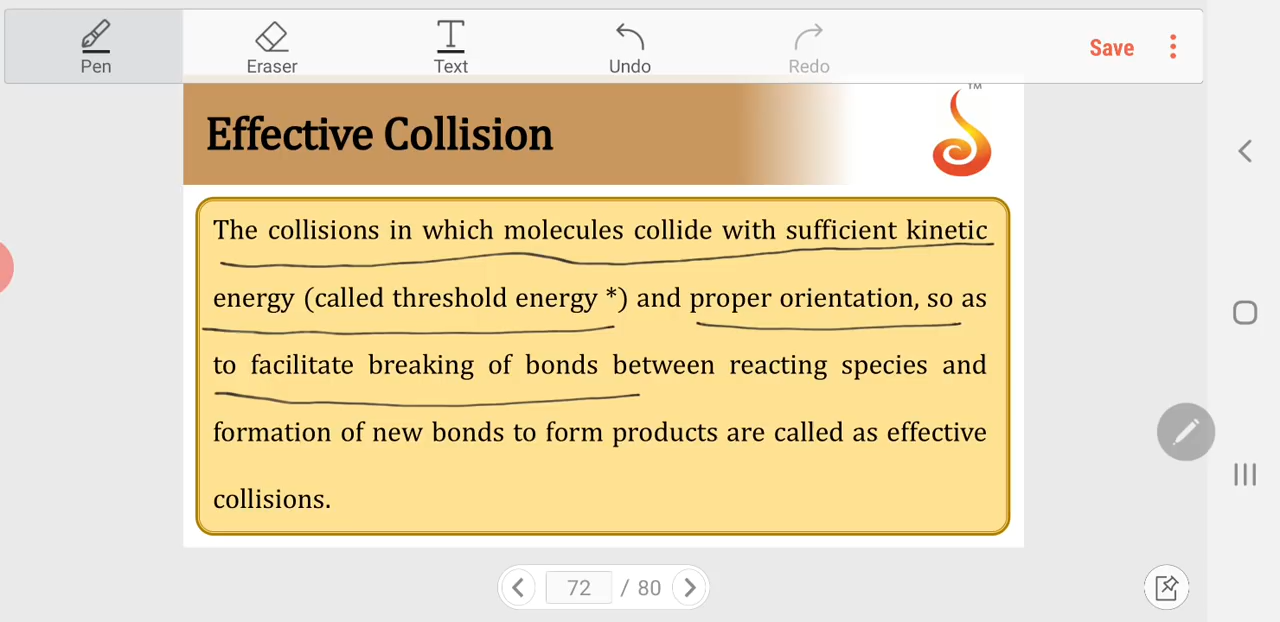 Pen
Eraser
Text
Undo
Redo
Save
TM
Effective Collision
The collisions in which molecules collide with sufficient kinetic
energy (called threshold energy *) and proper orientation, so as
to facilitate breaking of bonds between reacting species and
formation of new bonds to form products are called as effective
collisions.
72 / 80